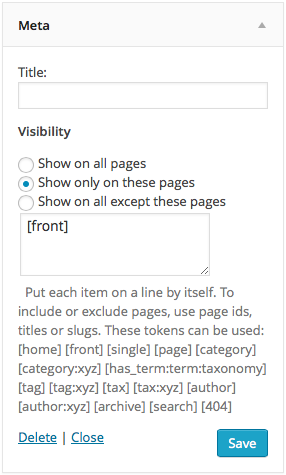 Meta
Title:
Visibility
Show on all pages
Show only on these pages
Show on all except these pages
[front]
Put each item on a line by itself. To
include or exclude pages, use page ids,
titles or slugs. These tokens can be used:
[home] [front] [single] [page] [category]
[category:xyz] [has_term:term:taxonomy]
[tag] [tag:xyz] [tax] [tax:xyz] [author]
[author:xyz] [archive] [search] [404]
Delete | Close Save